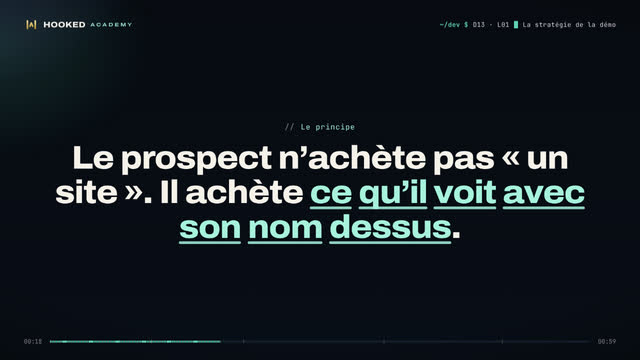 HOOKED ACADEMY
~/dev $ D13 · L01 La stratégie de la démo
// Le principe
Le prospect n’achète pas « un
site ». Il achète ce qu’il voit avec
son nom dessus.
00:18
00:59